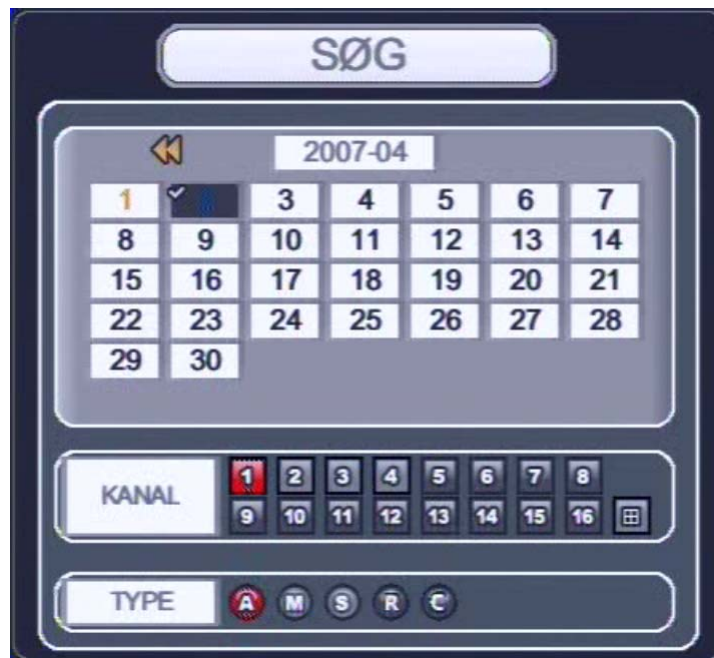 SØG
2007-04
1 2 3 4 5 6 7
8 9 10 11 12 13 14
15 16 17 18 19 20 21
22 23 24 25 26 27 28
29 30
KANAL 1 2 3 4 5 6 7 8
9 10 11 12 13 14 15 16
TYPE A M S R C